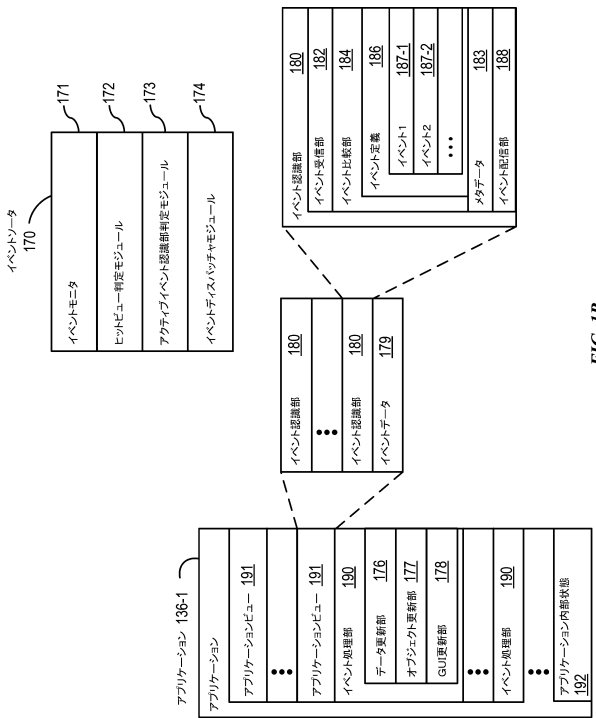 イベントソータ
170
イベントモニタ
171
ヒットビュー判定モジュール
172
アクティブイベント認識部判定モジュール
173
イベントディスパッチャモジュール
174
アプリケーション 136-1
アプリケーション
アプリケーションビュー 191
•••
アプリケーションビュー 191
イベント処理部 190
データ更新部 176
オブジェクト更新部 177
GUI更新部 178
•••
イベント処理部 190
•••
アプリケーション内部状態
192
イベント認識部 180
•••
イベント認識部 180
イベントデータ 179
イベント認識部 180
イベント受信部 182
イベント比較部 184
イベント定義 186
イベント1 187-1
イベント2 187-2
•••
メタデータ 183
イベント配信部 188